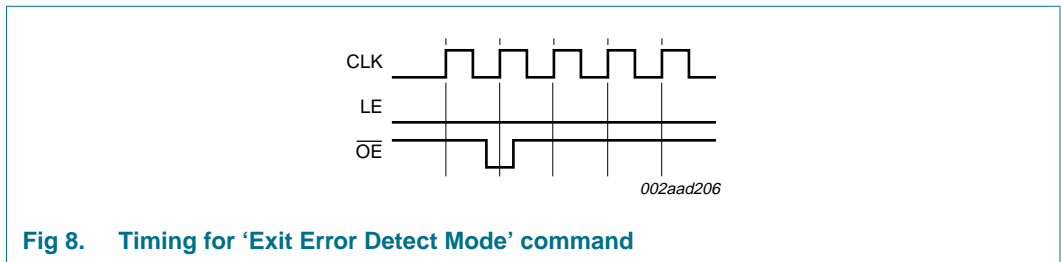 CLK
LE
OE
002aad206
Fig 8. Timing for ‘Exit Error Detect Mode’ command